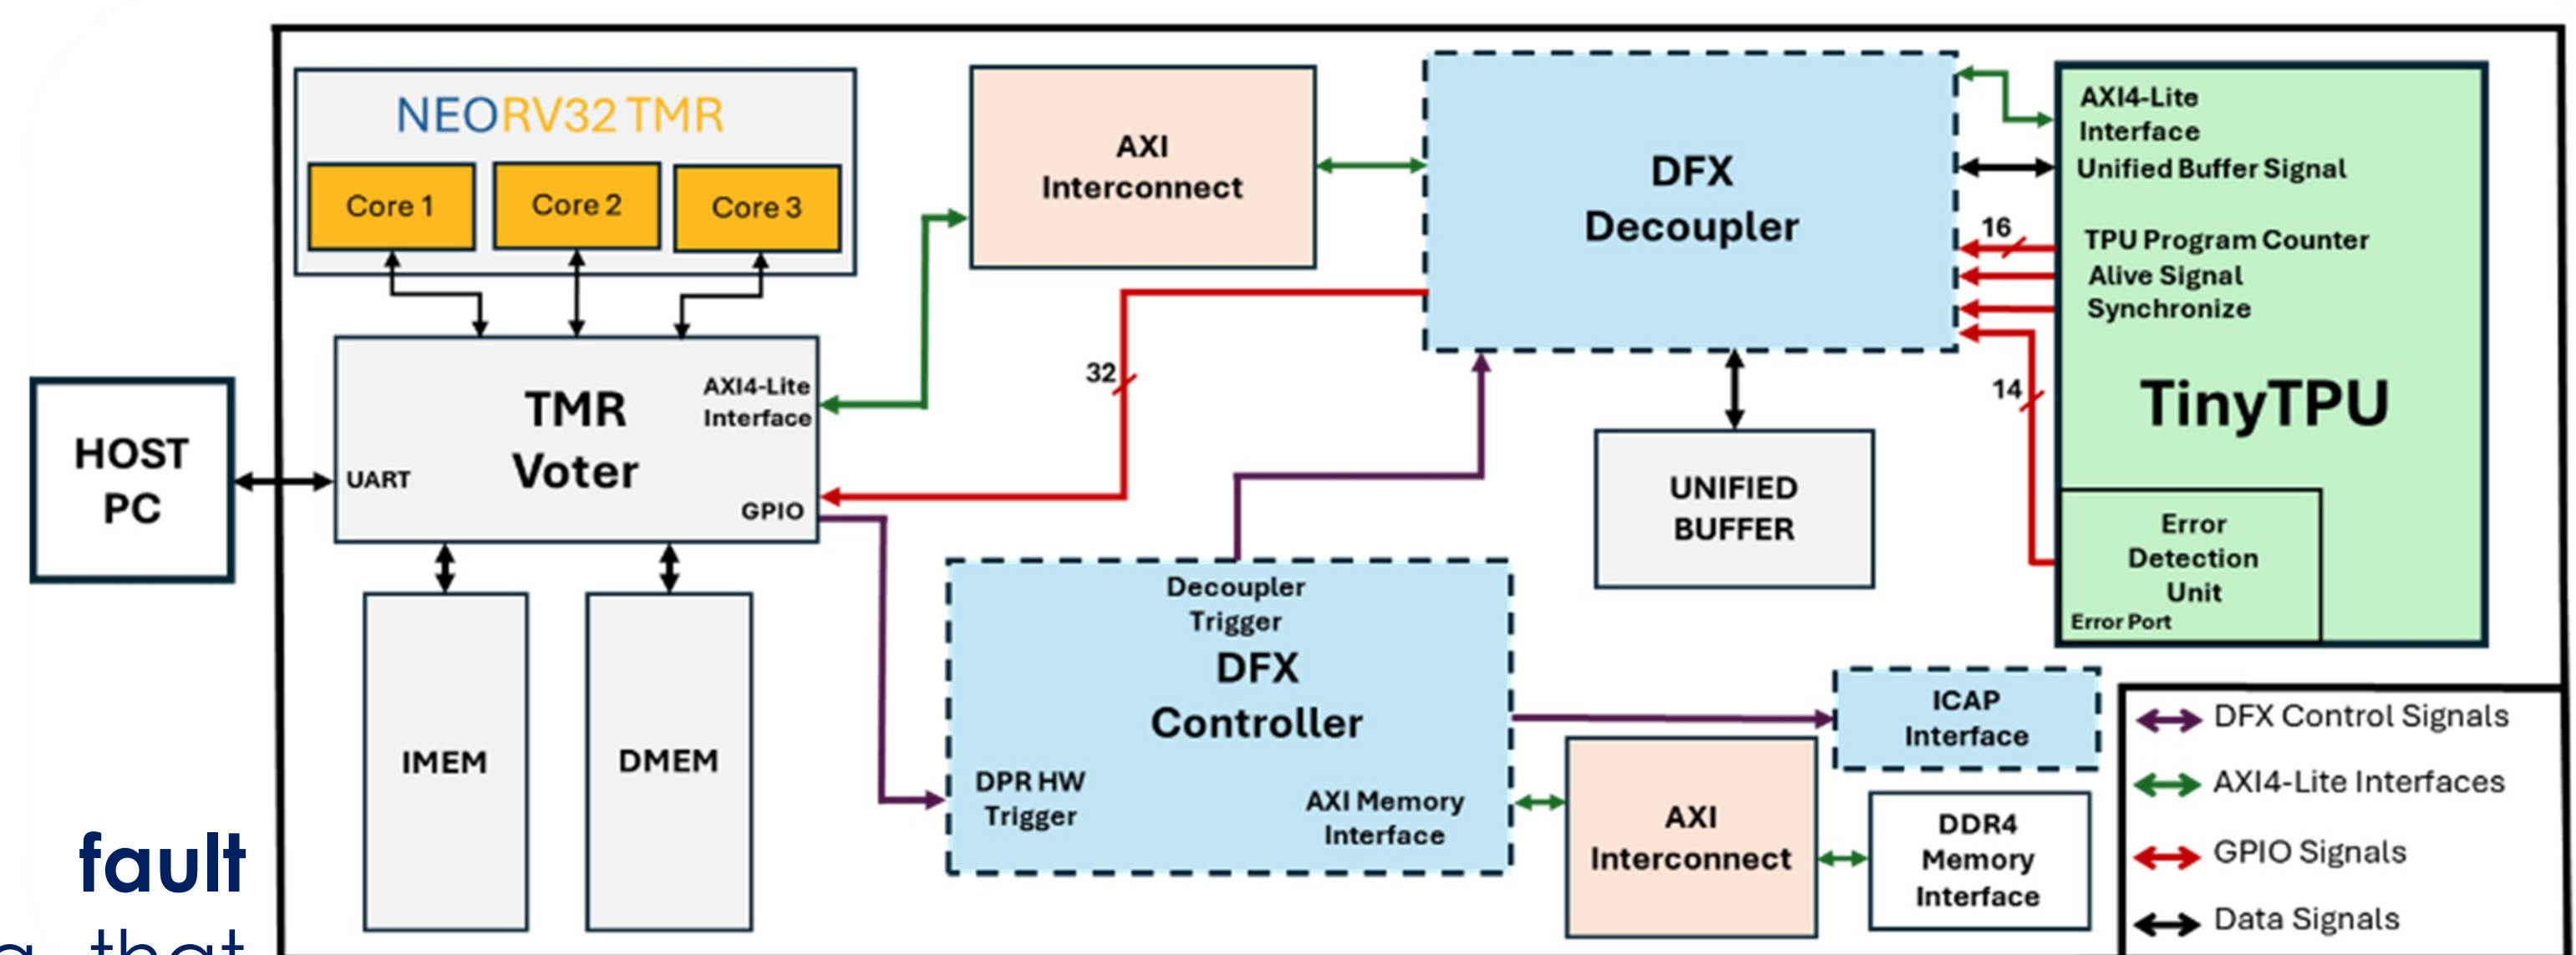 NEORV32 TMR
Core 1
Core 2
Core 3
AXI
Interconnect
DFX
Decoupler
AXI4-Lite
Interface
Unified Buffer Signal
16
TPU Program Counter
Alive Signal
Synchronize
14
TinyTPU
Error
Detection
Unit
Error Port
HOST
PC
UART
TMR
Voter
AXI4-Lite
Interface
GPIO
32
UNIFIED
BUFFER
IMEM
DMEM
Decoupler
Trigger
DFX
Controller
DPR HW
Trigger
AXI Memory
Interface
ICAP
Interface
AXI
Interconnect
DDR4
Memory
Interface
DFX Control Signals
AXI4-Lite Interfaces
GPIO Signals
Data Signals
fault
that